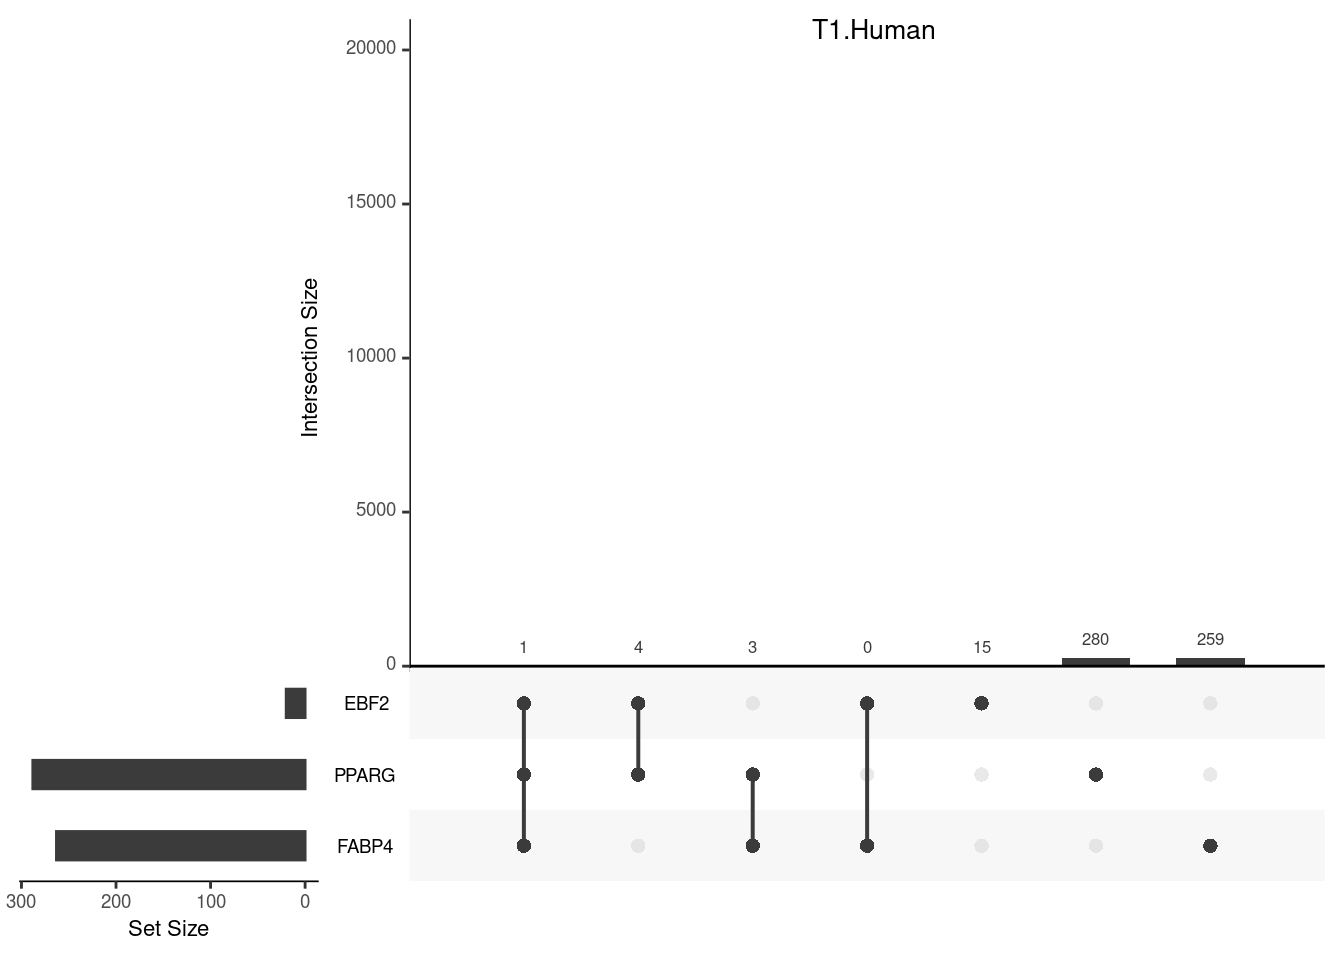 T1.Human
20000
15000
10000
5000
0
Intersection Size
1 4 3 0 15 280 259
EBF2
PPARG
FABP4
300 200 100 0
Set Size